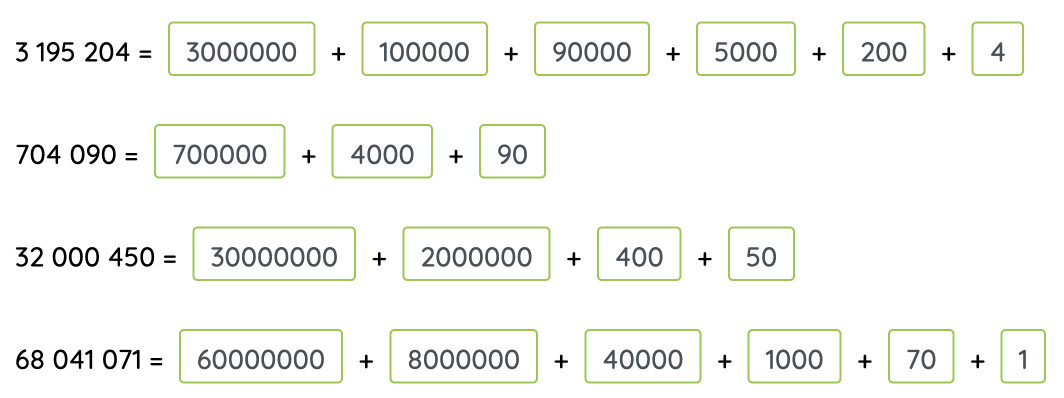 3 195 204 = 3000000 + 100000 + 90000 + 5000 + 200 + 4
704 090 = 700000 + 4000 + 90
32 000 450 = 30000000 + 2000000 + 400 + 50
68 041 071 = 60000000 + 8000000 + 40000 + 1000 + 70 + 1